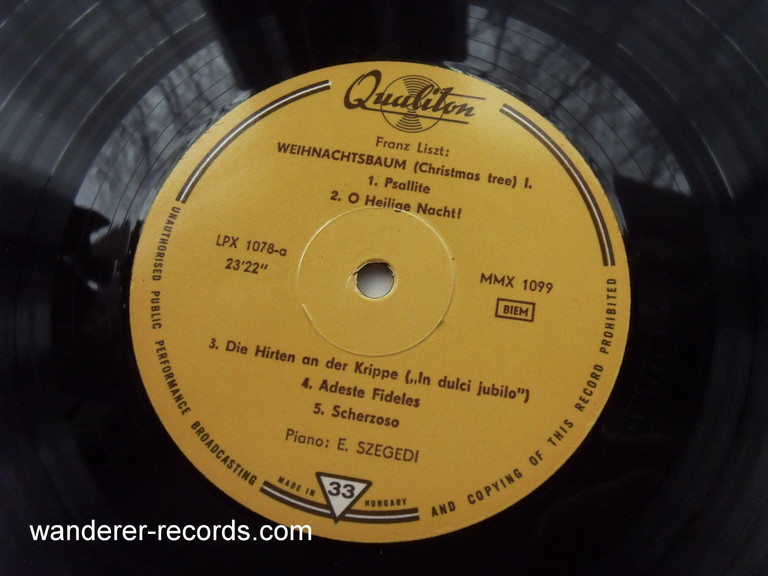 Qualiton
Franz Liszt:
WEIHNACHTSBAUM (Christmas tree) I.
1. Psallite
2. O Heilige Nacht!
LPX 1078-a
23'22"
MMX 1099
BIEM
3. Die Hirten an der Krippe („In dulci jubilo")
4. Adeste Fideles
5. Scherzoso
Piano: E. SZEGEDI
UNAUTHORISED PUBLIC PERFORMANCE BROADCASTING AND COPYING OF THIS RECORD PROHIBITED
MADE IN 33 HUNGARY
wanderer-records.com